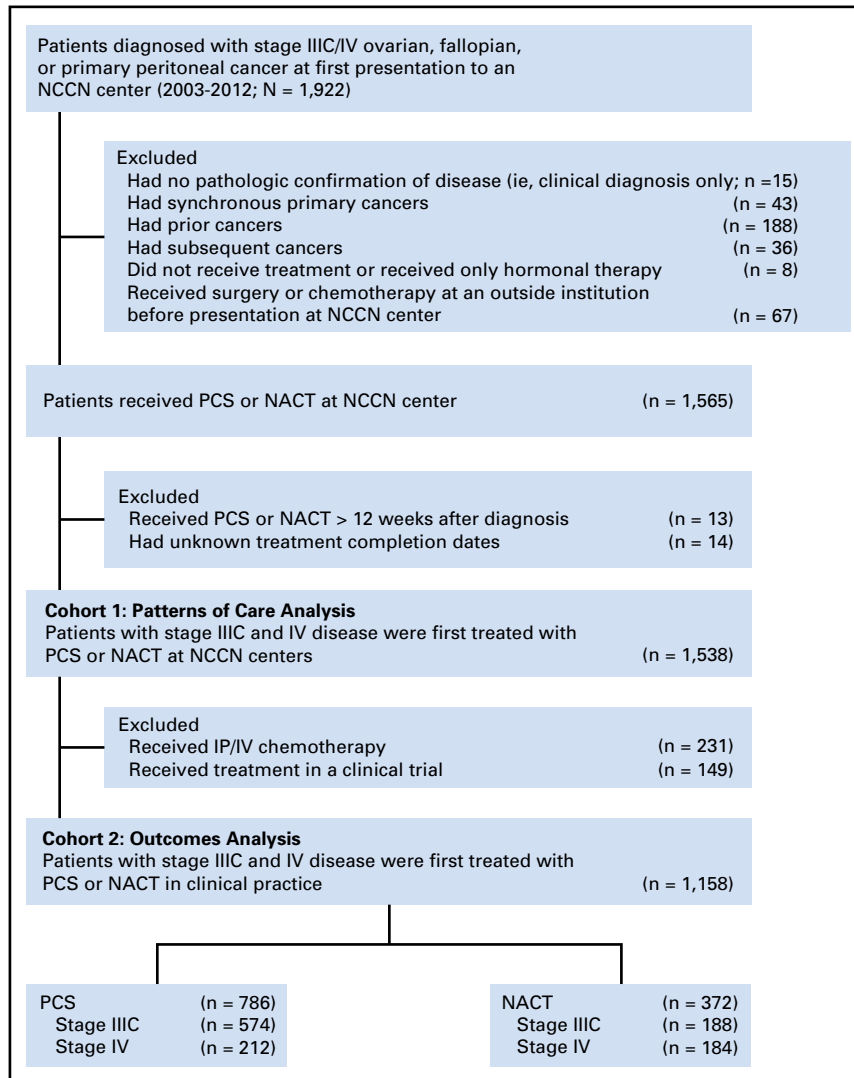 Patients diagnosed with stage IIIC/IV ovarian, fallopian,
or primary peritoneal cancer at first presentation to an
NCCN center (2003-2012; N = 1,922)
Excluded
Had no pathologic confirmation of disease (ie, clinical diagnosis only; n =15)
Had synchronous primary cancers (n = 43)
Had prior cancers (n = 188)
Had subsequent cancers (n = 36)
Did not receive treatment or received only hormonal therapy (n = 8)
Received surgery or chemotherapy at an outside institution
before presentation at NCCN center (n = 67)
Patients received PCS or NACT at NCCN center (n = 1,565)
Excluded
Received PCS or NACT > 12 weeks after diagnosis (n = 13)
Had unknown treatment completion dates (n = 14)
Cohort 1: Patterns of Care Analysis
Patients with stage IIIC and IV disease were first treated with
PCS or NACT at NCCN centers (n = 1,538)
Excluded
Received IP/IV chemotherapy (n = 231)
Received treatment in a clinical trial (n = 149)
Cohort 2: Outcomes Analysis
Patients with stage IIIC and IV disease were first treated with
PCS or NACT in clinical practice (n = 1,158)
PCS (n = 786)
Stage IIIC (n = 574)
Stage IV (n = 212)
NACT (n = 372)
Stage IIIC (n = 188)
Stage IV (n = 184)